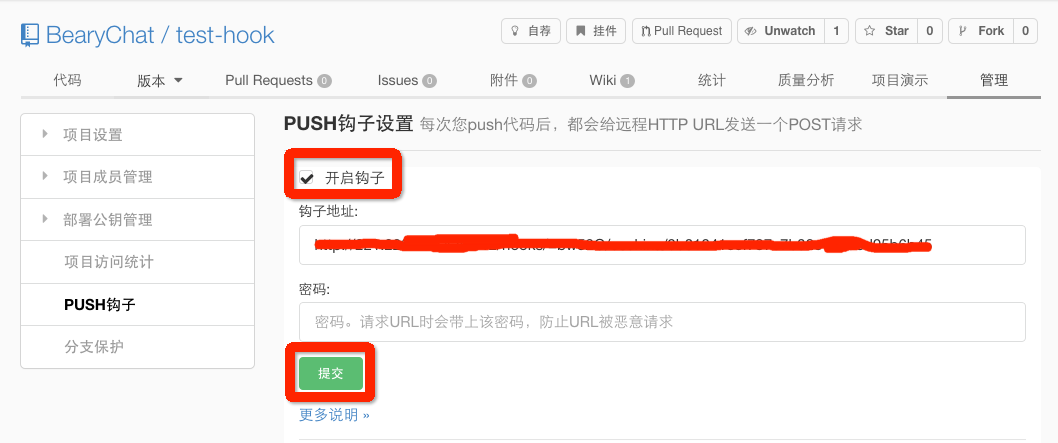 BearyChat / test-hook
自荐 挂件 Pull Request Unwatch 1 Star 0 Fork 0
代码 版本 Pull Requests 0 Issues 0 附件 0 Wiki 1 统计 质量分析 项目演示 管理
项目设置
项目成员管理
部署公钥管理
项目访问统计
PUSH钩子
分支保护
PUSH钩子设置 每次您push代码后，都会给远程HTTP URL发送一个POST请求
开启钩子
钩子地址:
密码:
密码。请求URL时会带上该密码，防止URL被恶意请求
提交
更多说明 »